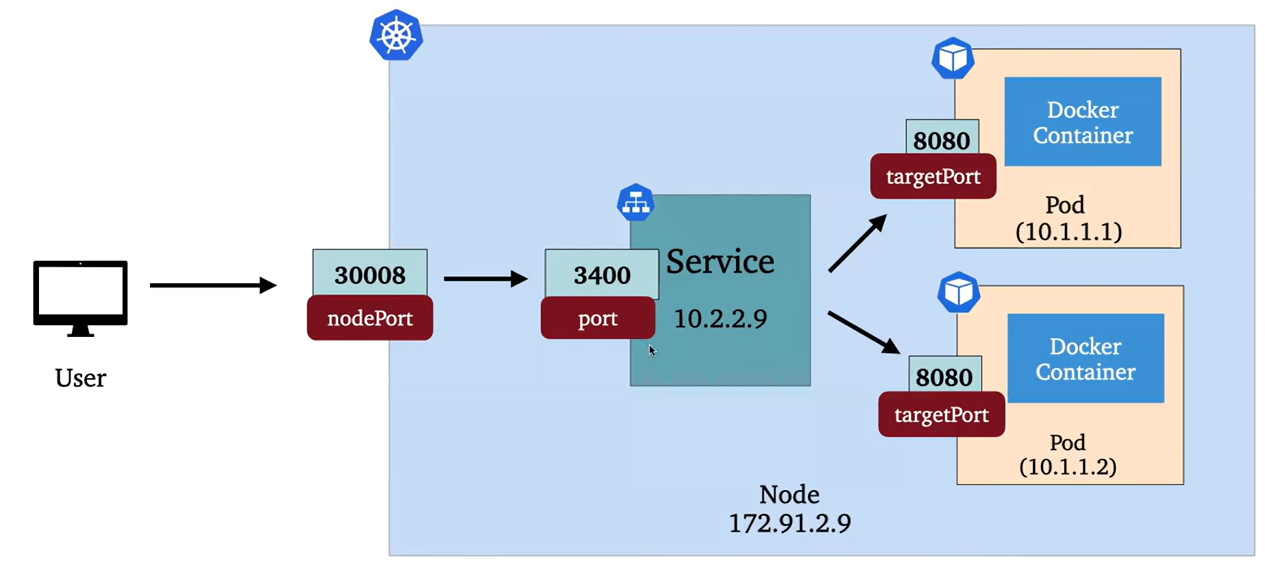 User
30008
nodePort
3400
port
Service
10.2.2.9
8080
targetPort
Docker
Container
Pod
(10.1.1.1)
8080
targetPort
Docker
Container
Pod
(10.1.1.2)
Node
172.91.2.9